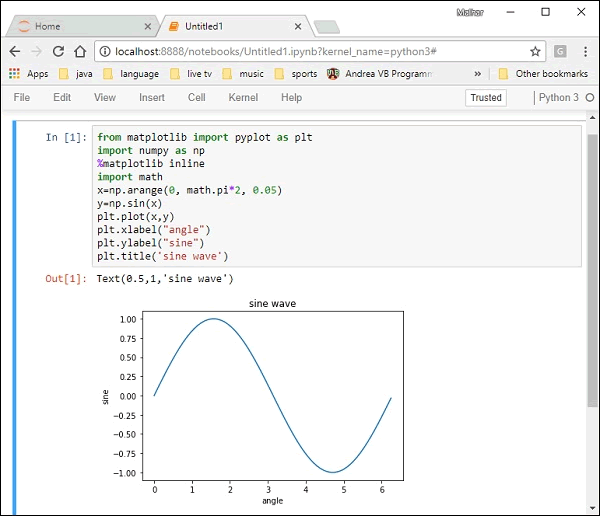 Malhar
Home
Untitled1
localhost:8888/notebooks/Untitled1.ipynb?kernel_name=python3#
G
Apps java language live tv music sports Andrea VB Programm » Other bookmarks
File Edit View Insert Cell Kernel Help Trusted Python 3
In [1]:
from matplotlib import pyplot as plt
import numpy as np
%matplotlib inline
import math
x=np.arange(0, math.pi*2, 0.05)
y=np.sin(x)
plt.plot(x,y)
plt.xlabel("angle")
plt.ylabel("sine")
plt.title('sine wave')
Out[1]: Text(0.5,1,'sine wave')
sine wave
1.00
0.75
0.50
0.25
0.00
−0.25
−0.50
−0.75
−1.00
sine
0 1 2 3 4 5 6
angle